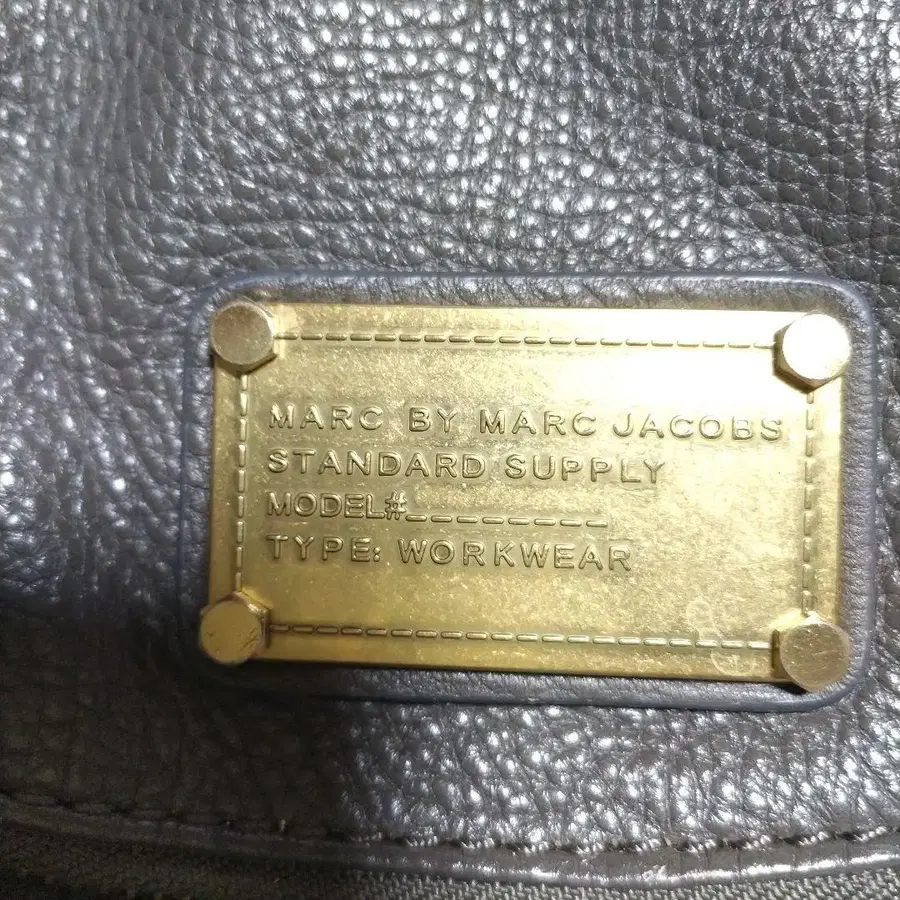 MARC BY MARC JACOBS
STANDARD SUPPLY
MODEL#_________
TYPE: WORKWEAR